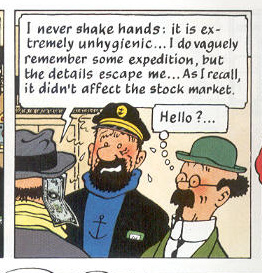 I never shake hands: it is ex-
tremely unhygienic... I do vaguely
remember some expedition, but
the details escape me... As I recall,
it didn't affect the stock market.
Hello ?...